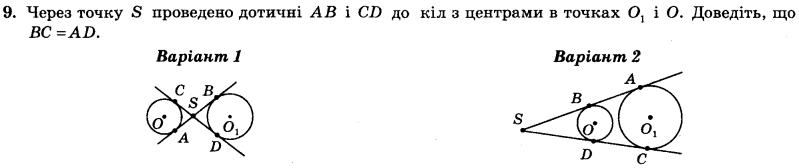 9. Через точку S проведено дотичні AB і CD до кіл з центрами в точках O₁ і O. Доведіть, що
BC = AD.
Варіант 1
Варіант 2
C
S
B
O
A
O₁
D
A
B
S
O
O₁
D
C